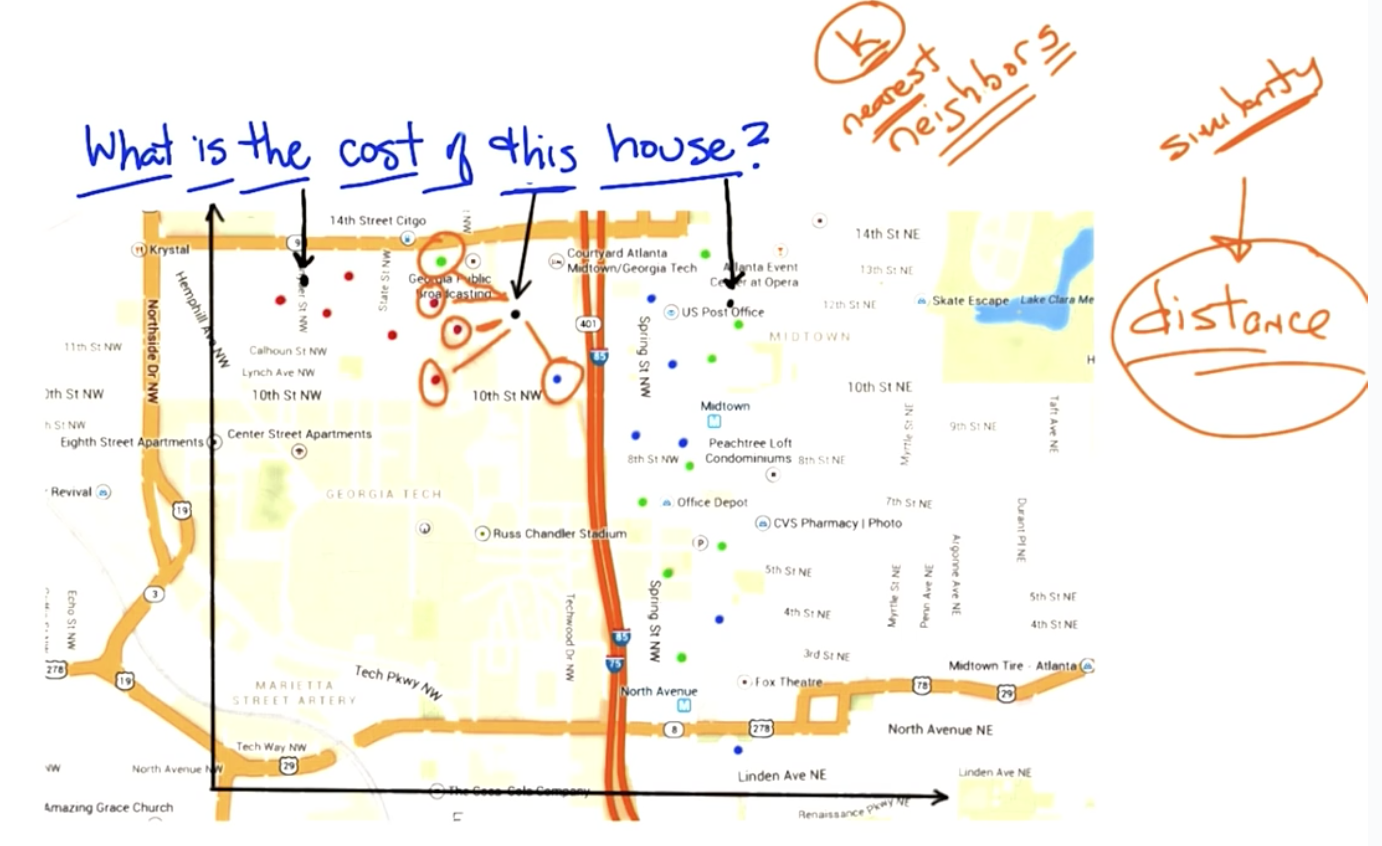 K
nearest
neighbors
similarity
distance
What is the cost of this house?
14th Street Citgo
NW
14th St NE
Krystal
9
Courtyard Atlanta
Midtown/Georgia Tech
Atlanta Event
Center at Opera
13th St NE
Hemphill Ave NW
State St NW
Georgia Public
Broadcasting
12th St NE
Skate Escape
Lake Clara Me
US Post Office
Northside Dr NW
401
Spring St NW
MIDTOWN
11th St NW
Calhoun St NW
85
H
Lynch Ave NW
0th St NW
10th St NW
10th St NW
10th St NE
Midtown
M
h St NW
Eighth Street Apartments
Center Street Apartments
Peachtree Loft
Condominiums
8th St NW
8th St NE
Myrtle St NE
9th St NE
Taft Ave NE
Revival
GEORGIA TECH
19
Office Depot
7th St NE
Durant Pl NE
Russ Chandler Stadium
CVS Pharmacy | Photo
P
Argonne Ave NE
5th St NE
Myrtle St NE
Penn Ave NE
3
Echo St NW
Techwood Dr NW
Spring St NW
4th St NE
5th St NE
4th St NE
85
75
3rd St NE
278
19
Tech Pkwy NW
MARIETTA
STREET ARTERY
North Avenue
M
Fox Theatre
78
29
Midtown Tire - Atlanta
8
278
North Avenue NE
Tech Way NW
29
NW
North Avenue NW
Linden Ave NE
Linden Ave NE
The Coca-Cola Company
Amazing Grace Church
Renaissance Pkwy NE